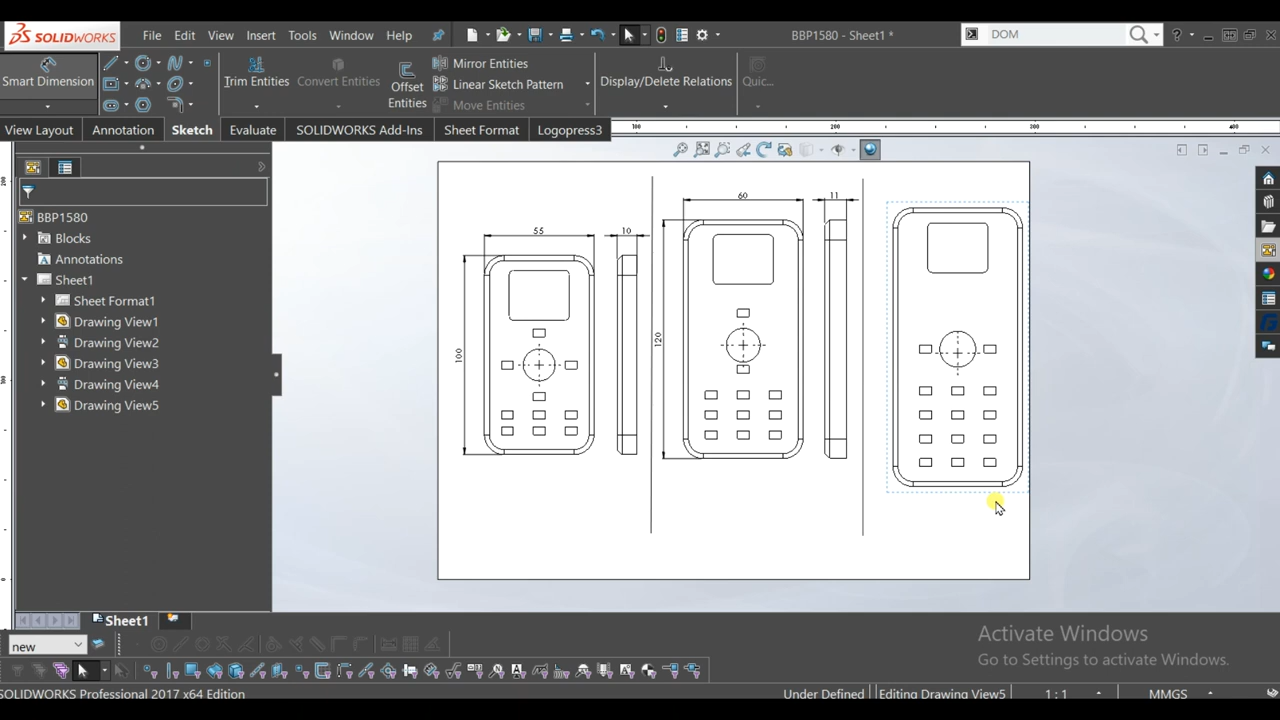 SOLIDWORKS
File Edit View Insert Tools Window Help
BBP1580 - Sheet1 *
DOM
Smart Dimension
Trim Entities
Convert Entities
Offset Entities
Mirror Entities
Linear Sketch Pattern
Move Entities
Display/Delete Relations
Quic...
View Layout Annotation Sketch Evaluate SOLIDWORKS Add-Ins Sheet Format Logopress3
100 200 300 400
BBP1580
Blocks
Annotations
Sheet1
Sheet Format1
Drawing View1
Drawing View2
Drawing View3
Drawing View4
Drawing View5
60 11
55 10
100
120
Sheet1
new
Activate Windows
Go to Settings to activate Windows.
SOLIDWORKS Professional 2017 x64 Edition
Under Defined Editing Drawing View5 1 : 1 MMGS